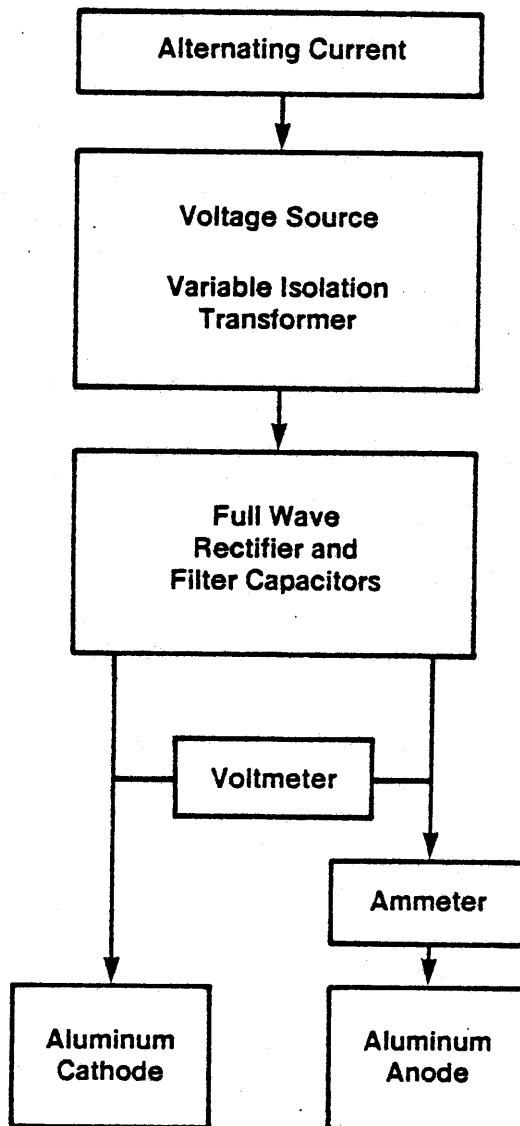 Alternating Current
Voltage Source
Variable Isolation
Transformer
Full Wave
Rectifier and
Filter Capacitors
Voltmeter
Ammeter
Aluminum
Cathode
Aluminum
Anode